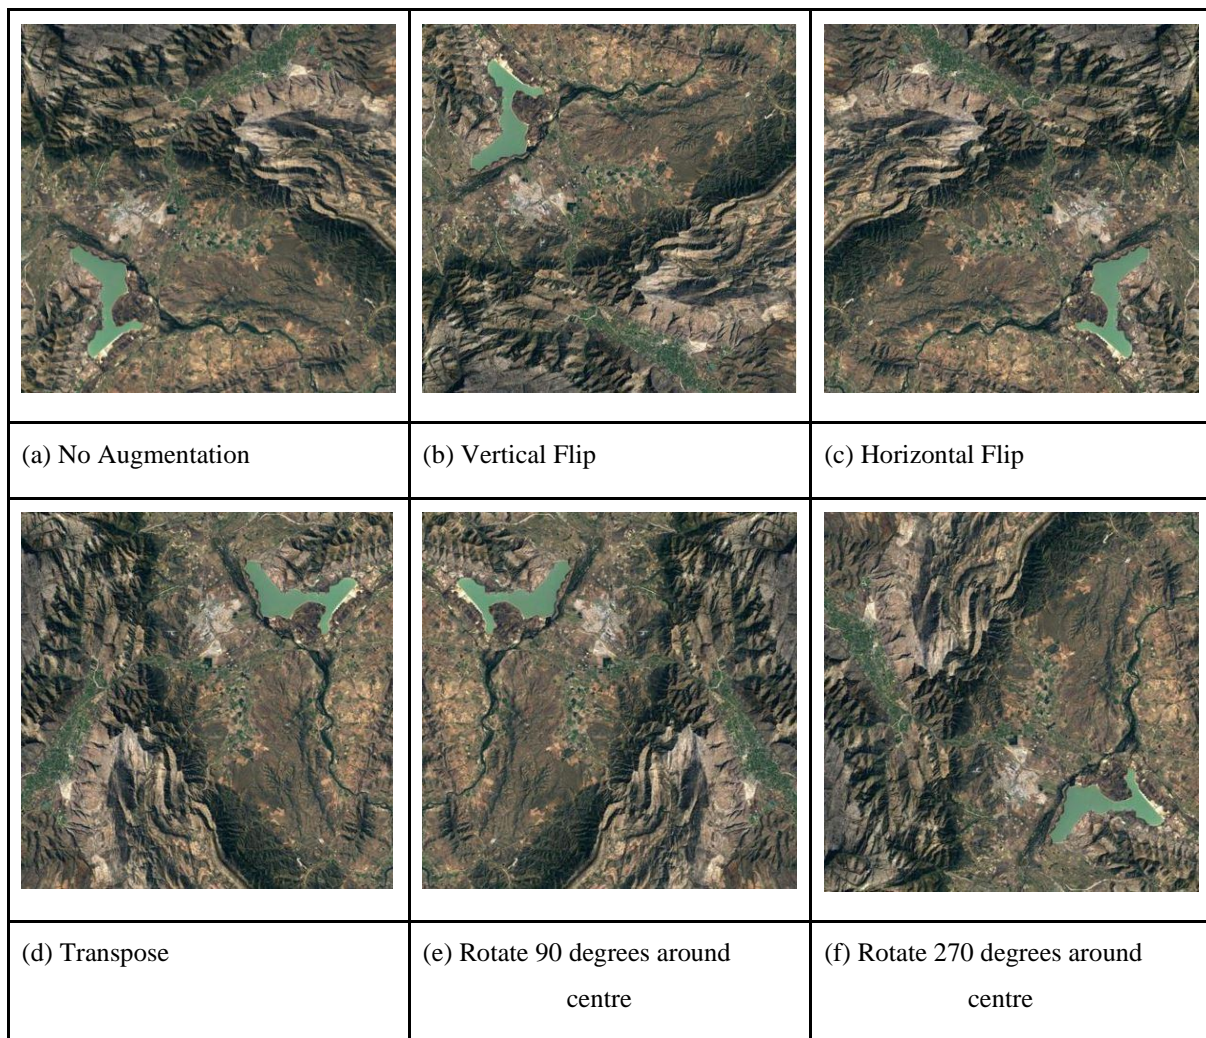 (a) No Augmentation
(b) Vertical Flip
(c) Horizontal Flip
(d) Transpose
(e) Rotate 90 degrees around
centre
(f) Rotate 270 degrees around
centre